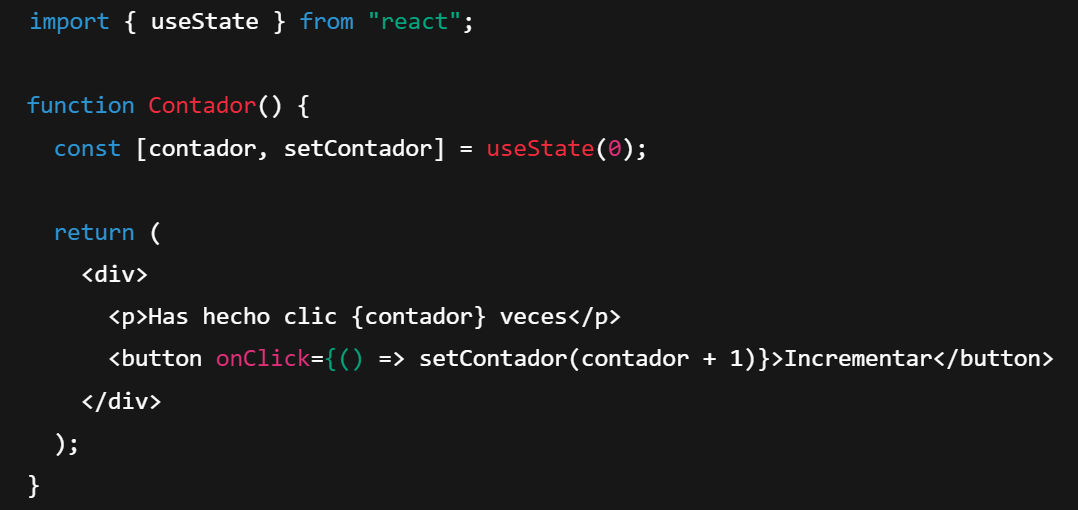 import { useState } from "react";
function Contador() {
const [contador, setContador] = useState(0);
return (
<div>
<p>Has hecho clic {contador} veces</p>
<button onClick={() => setContador(contador + 1)}>Incrementar</button>
</div>
);
}